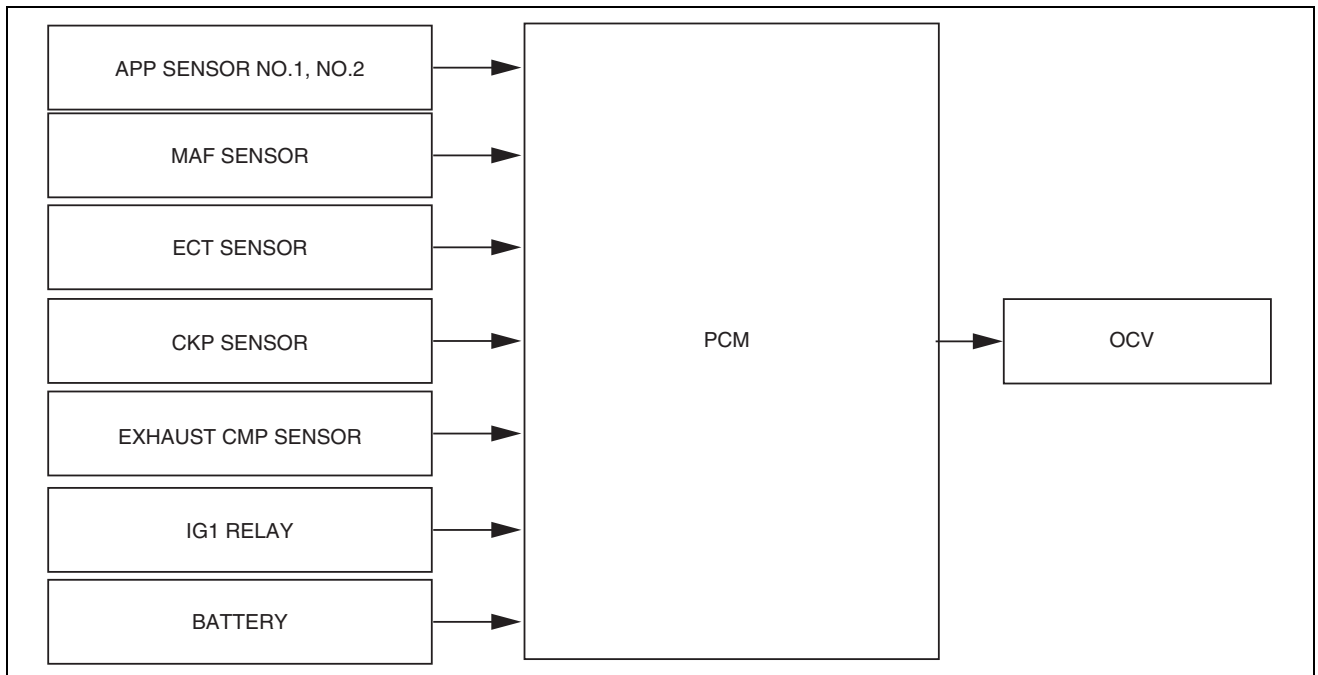 APP SENSOR NO.1, NO.2
MAF SENSOR
ECT SENSOR
CKP SENSOR
EXHAUST CMP SENSOR
IG1 RELAY
BATTERY
PCM
OCV